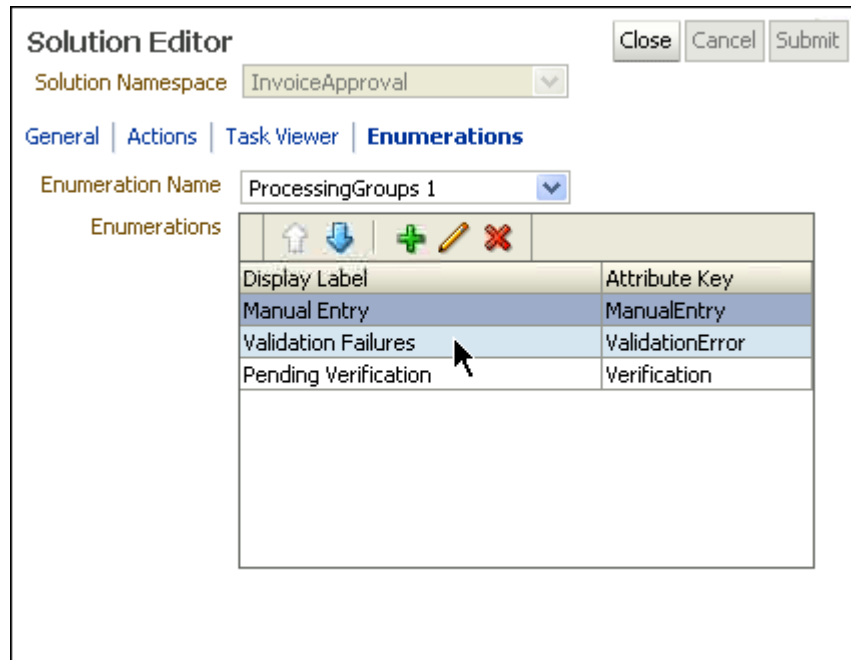 Solution Editor Close Cancel Submit
Solution Namespace InvoiceApproval
General | Actions | Task Viewer | Enumerations
Enumeration Name ProcessingGroups 1
Enumerations
Display Label Attribute Key
Manual Entry ManualEntry
Validation Failures ValidationError
Pending Verification Verification